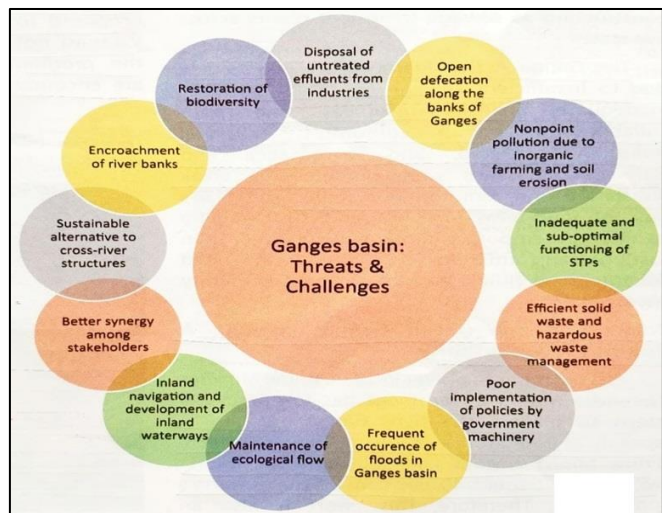 Ganges basin:
Threats &
Challenges
Disposal of
untreated
effluents from
industries
Open
defecation
along the
banks of
Ganges
Nonpoint
pollution due to
inorganic
farming and soil
erosion
Inadequate and
sub-optimal
functioning of
STPs
Efficient solid
waste and
hazardous
waste
management
Poor
implementation
of policies by
government
machinery
Frequent
occurence of
floods in
Ganges basin
Maintenance of
ecological flow
Inland
navigation and
development of
inland
waterways
Better synergy
among
stakeholders
Sustainable
alternative to
cross-river
structures
Encroachment
of river banks
Restoration of
biodiversity